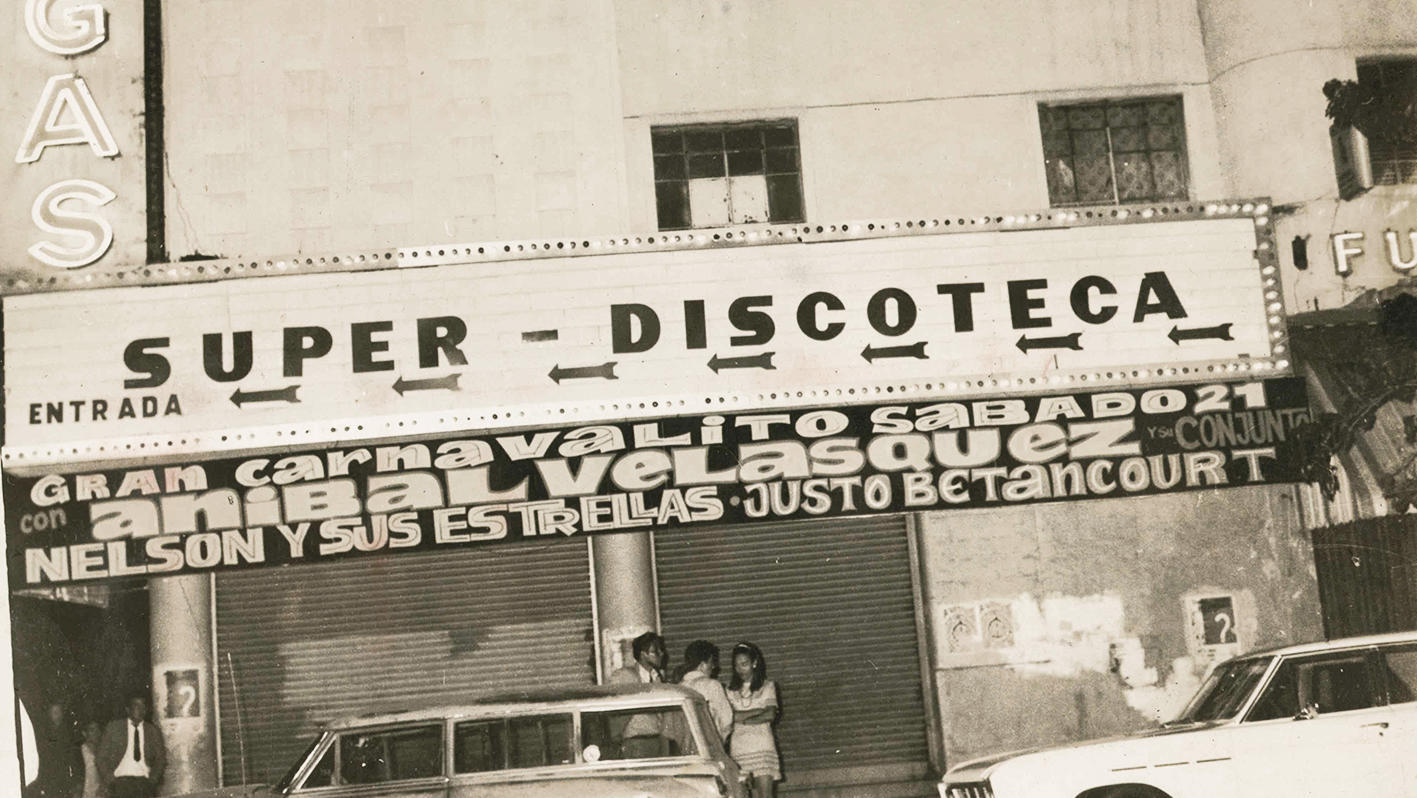 GAS
FU
SUPER - DISCOTECA
ENTRADA
GRAN carnavaLiTO SaBADO 21
con aniBaL VeLasQuez Y su CONJUNTO
NELSON Y SUS ESTRELLAS · JUSTO BETancOURT
?
?